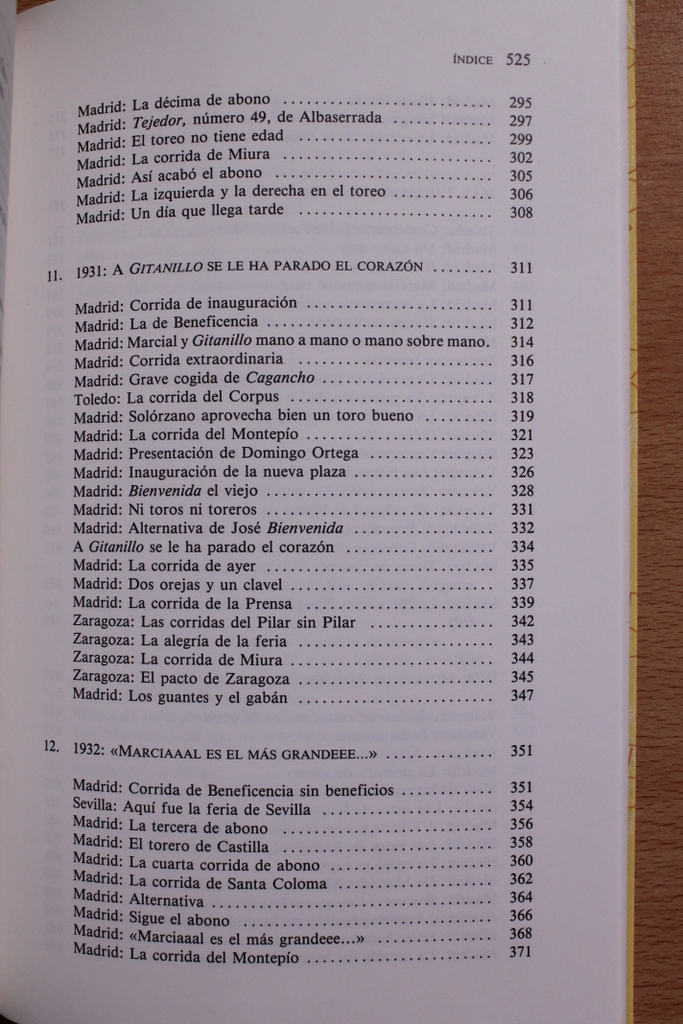 ÍNDICE 525
Madrid: La décima de abono .......................... 295
Madrid: Tejedor, número 49, de Albaserrada ............ 297
Madrid: El toreo no tiene edad ........................ 299
Madrid: La corrida de Miura .......................... 302
Madrid: Así acabó el abono ........................... 305
Madrid: La izquierda y la derecha en el toreo ............ 306
Madrid: Un día que llega tarde ........................ 308
11. 1931: A GITANILLO SE LE HA PARADO EL CORAZÓN ........ 311
Madrid: Corrida de inauguración ....................... 311
Madrid: La de Beneficencia ........................... 312
Madrid: Marcial y Gitanillo mano a mano o mano sobre mano. 314
Madrid: Corrida extraordinaria ........................ 316
Madrid: Grave cogida de Cagancho ..................... 317
Toledo: La corrida del Corpus ........................ 318
Madrid: Solórzano aprovecha bien un toro bueno ......... 319
Madrid: La corrida del Montepío ....................... 321
Madrid: Presentación de Domingo Ortega ................ 323
Madrid: Inauguración de la nueva plaza ................. 326
Madrid: Bienvenida el viejo ........................... 328
Madrid: Ni toros ni toreros ........................... 331
Madrid: Alternativa de José Bienvenida ................. 332
A Gitanillo se le ha parado el corazón .................. 334
Madrid: La corrida de ayer ............................ 335
Madrid: Dos orejas y un clavel ........................ 337
Madrid: La corrida de la Prensa ....................... 339
Zaragoza: Las corridas del Pilar sin Pilar ............... 342
Zaragoza: La alegría de la feria ....................... 343
Zaragoza: La corrida de Miura ........................ 344
Zaragoza: El pacto de Zaragoza ....................... 345
Madrid: Los guantes y el gabán ....................... 347
12. 1932: «MARCIAAAL ES EL MÁS GRANDEEE...» ............. 351
Madrid: Corrida de Beneficencia sin beneficios ........... 351
Sevilla: Aquí fue la feria de Sevilla ..................... 354
Madrid: La tercera de abono .......................... 356
Madrid: El torero de Castilla .......................... 358
Madrid: La cuarta corrida de abono .................... 360
Madrid: La corrida de Santa Coloma ................... 362
Madrid: Alternativa .................................. 364
Madrid: Sigue el abono ............................... 366
Madrid: «Marciaaal es el más grandeee...» .............. 368
Madrid: La corrida del Montepío ....................... 371